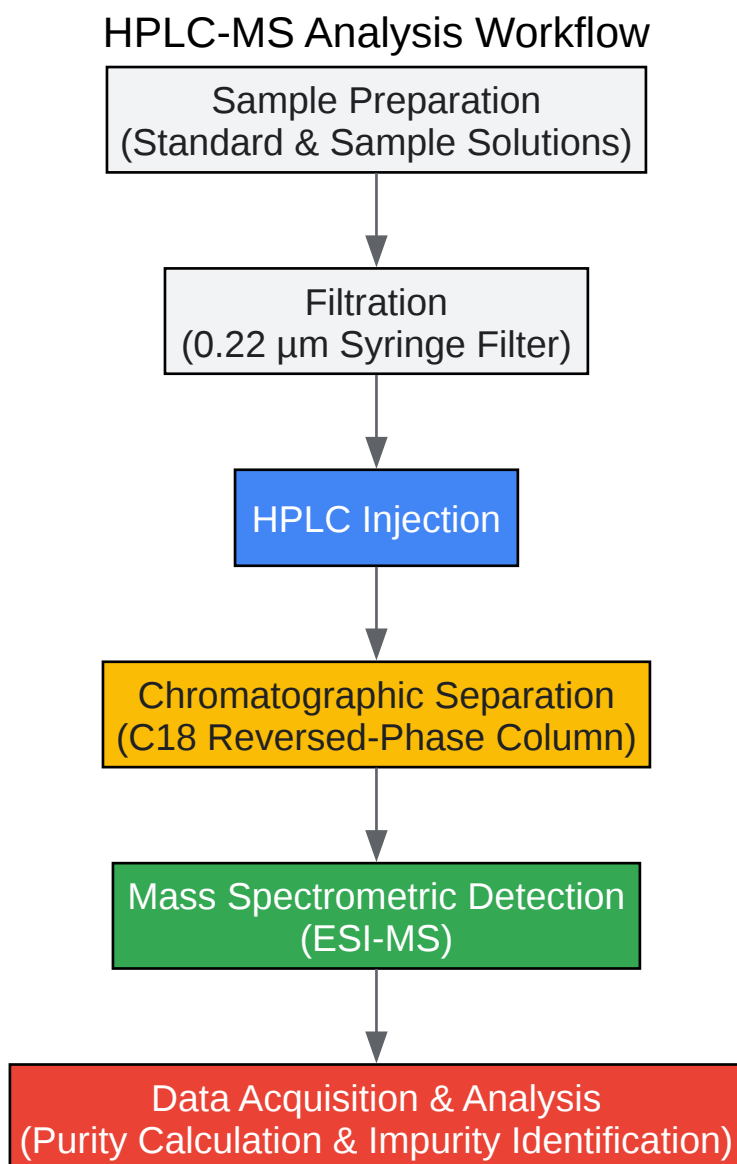 HPLC-MS Analysis Workflow
Sample Preparation
(Standard & Sample Solutions)
Filtration
(0.22 µm Syringe Filter)
HPLC Injection
Chromatographic Separation
(C18 Reversed-Phase Column)
Mass Spectrometric Detection
(ESI-MS)
Data Acquisition & Analysis
(Purity Calculation & Impurity Identification)